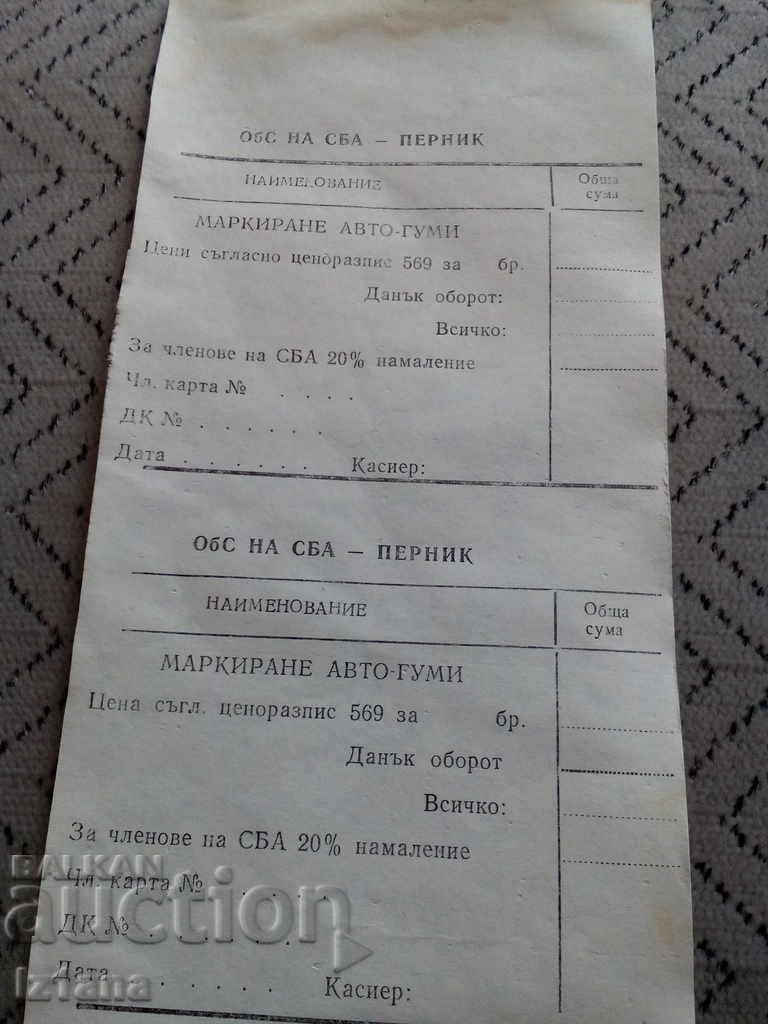 ОбС НА СБА — ПЕРНИК
НАИМЕНОВАНИЕ Обща сума
МАРКИРАНЕ АВТО-ГУМИ
Цени съгласно ценоразпис 569 за бр.
Данък оборот:
Всичко:
За членове на СБА 20% намаление
Чл. карта № . . . .
ДК № . . . . . .
Дата . . . . . . Касиер:
ОбС НА СБА — ПЕРНИК
НАИМЕНОВАНИЕ Обща сума
МАРКИРАНЕ АВТО-ГУМИ
Цена съгл. ценоразпис 569 за бр.
Данък оборот
Всичко:
За членове на СБА 20% намаление
Чл. карта № . . . .
ДК № . . . . . .
Дата . . . . . . Касиер:
BALKAN
auction
Iztana